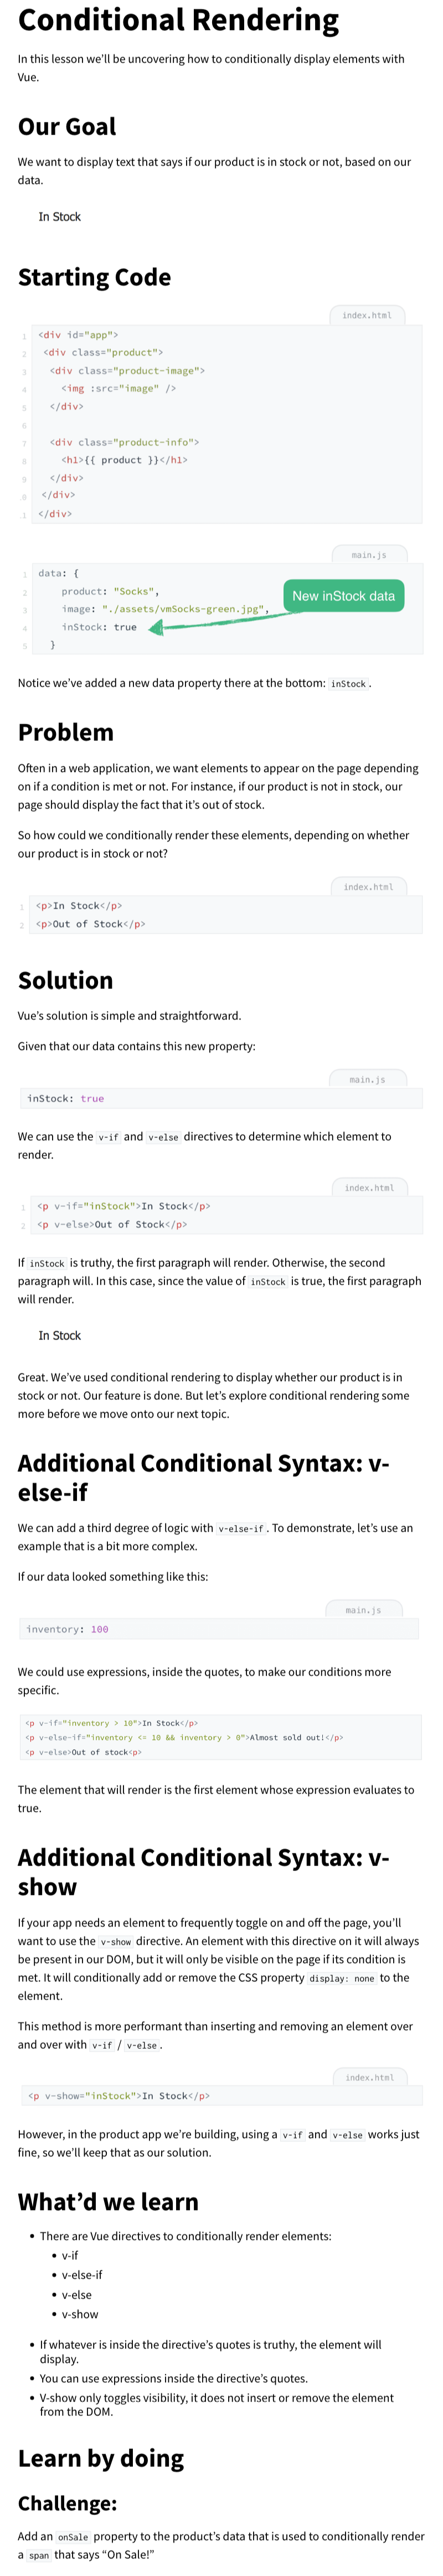 Conditional Rendering
In this lesson we'll be uncovering how to conditionally display elements with
Vue.
Our Goal
We want to display text that says if our product is in stock or not, based on our
data.
In Stock
Starting Code
index.html
1 <div id="app">
2 <div class="product">
3 <div class="product-image">
4 <img :src="image" />
5 </div>
6
7 <div class="product-info">
8 <h1>{{ product }}</h1>
9 </div>
.0 </div>
.1 </div>
main.js
1 data: {
2 product: "Socks",
3 image: "./assets/vmSocks-green.jpg",
New inStock data
4 inStock: true
5 }
Notice we've added a new data property there at the bottom: inStock .
Problem
Often in a web application, we want elements to appear on the page depending
on if a condition is met or not. For instance, if our product is not in stock, our
page should display the fact that it's out of stock.
So how could we conditionally render these elements, depending on whether
our product is in stock or not?
index.html
1 <p>In Stock</p>
2 <p>Out of Stock</p>
Solution
Vue's solution is simple and straightforward.
Given that our data contains this new property:
main.js
inStock: true
We can use the v-if and v-else directives to determine which element to
render.
index.html
1 <p v-if="inStock">In Stock</p>
2 <p v-else>Out of Stock</p>
If inStock is truthy, the first paragraph will render. Otherwise, the second
paragraph will. In this case, since the value of inStock is true, the first paragraph
will render.
In Stock
Great. We've used conditional rendering to display whether our product is in
stock or not. Our feature is done. But let's explore conditional rendering some
more before we move onto our next topic.
Additional Conditional Syntax: v-
else-if
We can add a third degree of logic with v-else-if . To demonstrate, let's use an
example that is a bit more complex.
If our data looked something like this:
main.js
inventory: 100
We could use expressions, inside the quotes, to make our conditions more
specific.
<p v-if="inventory > 10">In Stock</p>
<p v-else-if="inventory <= 10 && inventory > 0">Almost sold out!</p>
<p v-else>Out of stock<p>
The element that will render is the first element whose expression evaluates to
true.
Additional Conditional Syntax: v-
show
If your app needs an element to frequently toggle on and off the page, you'll
want to use the v-show directive. An element with this directive on it will always
be present in our DOM, but it will only be visible on the page if its condition is
met. It will conditionally add or remove the CSS property display: none to the
element.
This method is more performant than inserting and removing an element over
and over with v-if / v-else .
index.html
<p v-show="inStock">In Stock</p>
However, in the product app we're building, using a v-if and v-else works just
fine, so we'll keep that as our solution.
What'd we learn
• There are Vue directives to conditionally render elements:
• v-if
• v-else-if
• v-else
• v-show
• If whatever is inside the directive's quotes is truthy, the element will
display.
• You can use expressions inside the directive's quotes.
• V-show only toggles visibility, it does not insert or remove the element
from the DOM.
Learn by doing
Challenge:
Add an onSale property to the product's data that is used to conditionally render
a span that says "On Sale!"